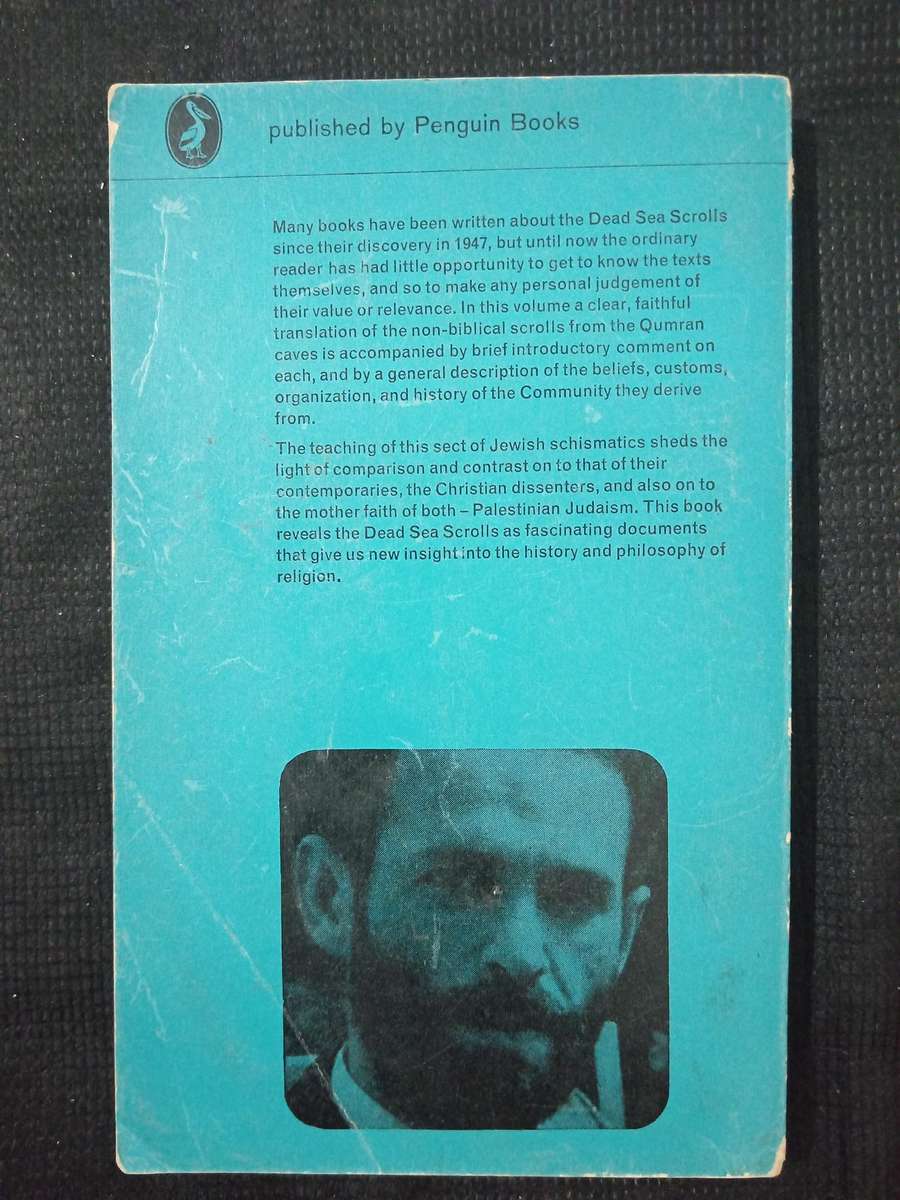 published by Penguin Books
Many books have been written about the Dead Sea Scrolls
since their discovery in 1947, but until now the ordinary
reader has had little opportunity to get to know the texts
themselves, and so to make any personal judgement of
their value or relevance. In this volume a clear, faithful
translation of the non-biblical scrolls from the Qumran
caves is accompanied by brief introductory comment on
each, and by a general description of the beliefs, customs,
organization, and history of the Community they derive
from.
The teaching of this sect of Jewish schismatics sheds the
light of comparison and contrast on to that of their
contemporaries, the Christian dissenters, and also on to
the mother faith of both – Palestinian Judaism. This book
reveals the Dead Sea Scrolls as fascinating documents
that give us new insight into the history and philosophy of
religion.